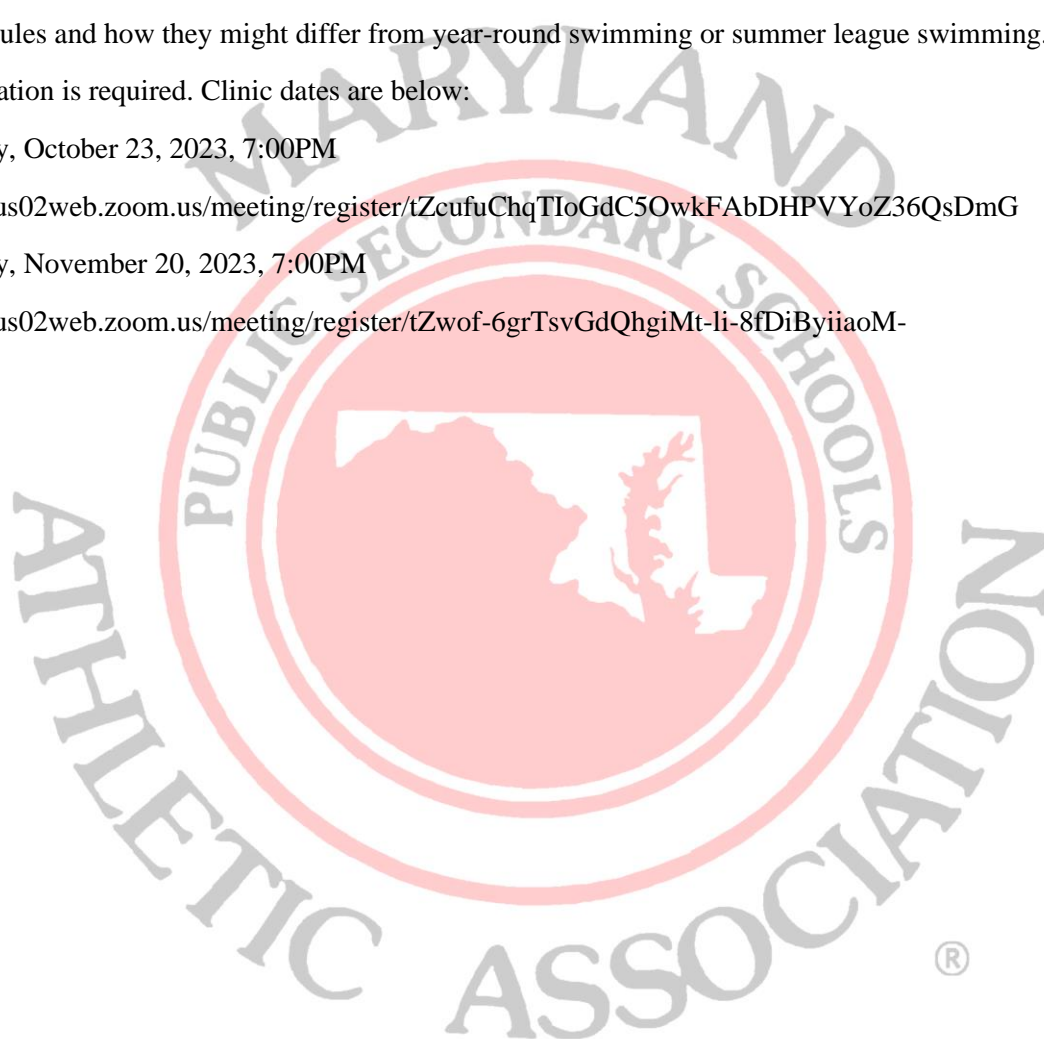 ules and how they might differ from year-round swimming or summer league swimming.
ation is required. Clinic dates are below:
y, October 23, 2023, 7:00PM
us02web.zoom.us/meeting/register/tZcufuChqTIoGdC5OwkFAbDHPVYoZ36QsDmG
y, November 20, 2023, 7:00PM
us02web.zoom.us/meeting/register/tZwof-6grTsvGdQhgiMt-li-8fDiByiiaoM-
MARYLAND
PUBLIC SECONDARY SCHOOLS
ATHLETIC ASSOCIATION
®